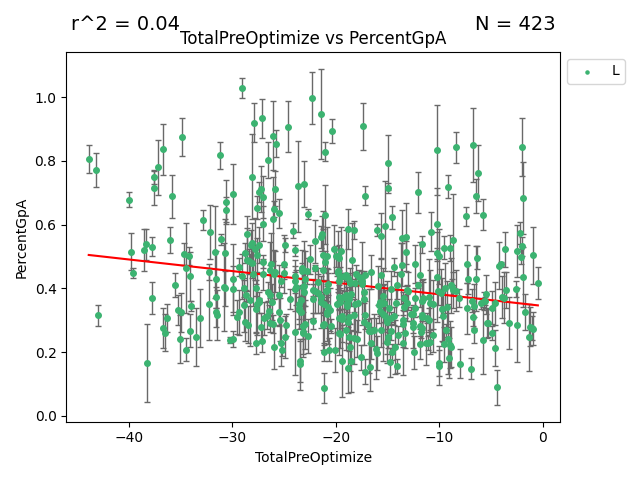 r^2 = 0.04
N = 423
TotalPreOptimize vs PercentGpA
L
PercentGpA
1.0
0.8
0.6
0.4
0.2
0.0
−40 −30 −20 −10 0
TotalPreOptimize